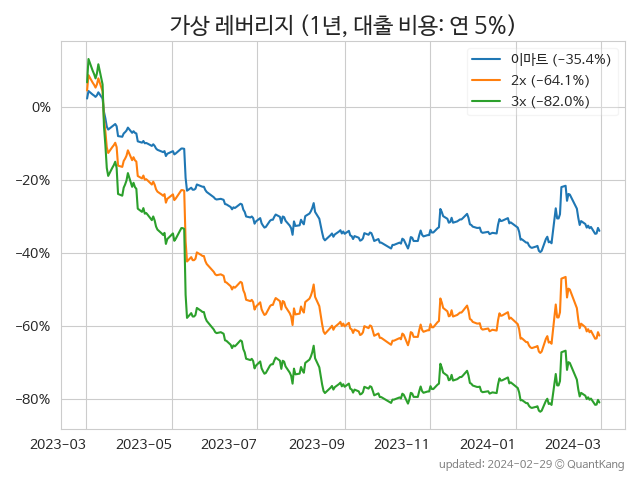 가상 레버리지 (1년, 대출 비용: 연 5%)
이마트 (−35.4%)
2x (−64.1%)
3x (−82.0%)
0%
−20%
−40%
−60%
−80%
2023-03 2023-05 2023-07 2023-09 2023-11 2024-01 2024-03
updated: 2024-02-29 © QuantKang